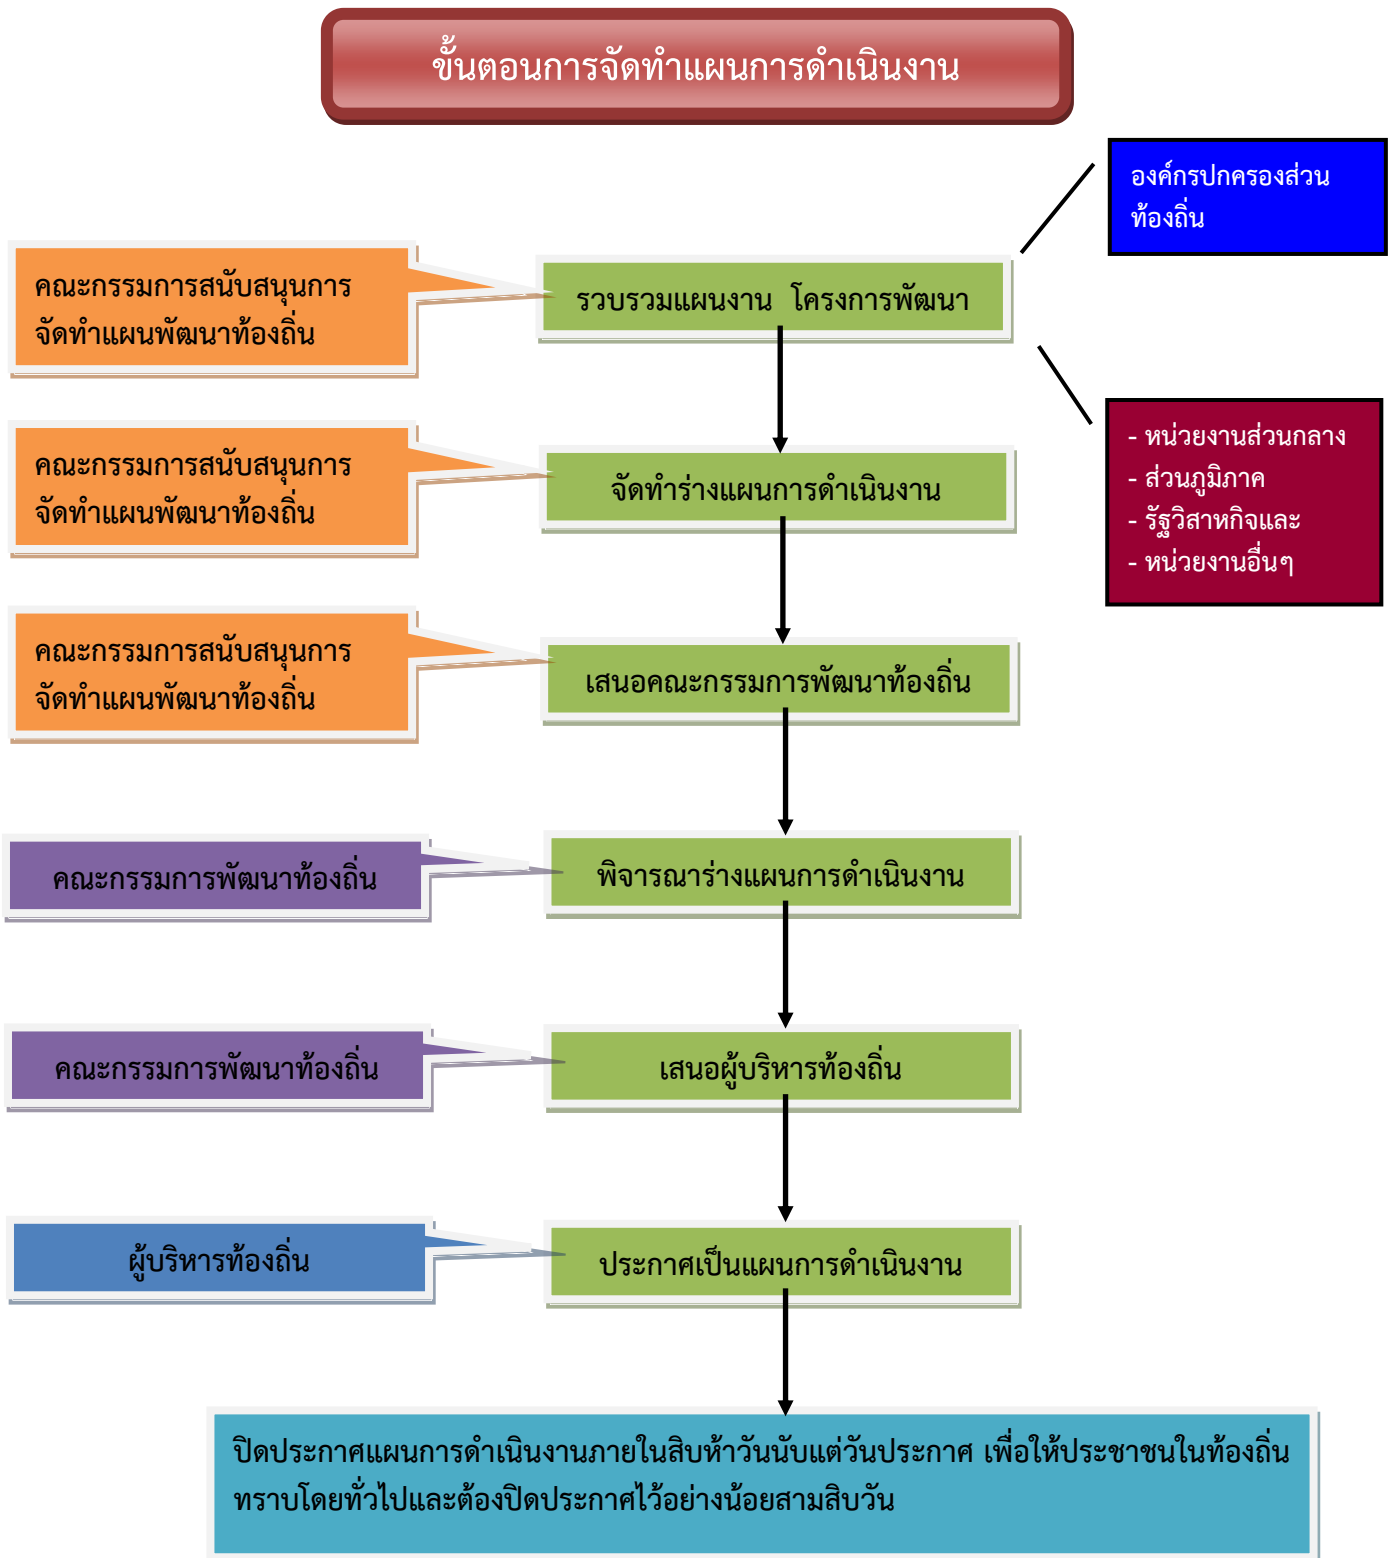 ขั้นตอนการจัดทำแผนการดำเนินงาน
องค์กรปกครองส่วน
ท้องถิ่น
คณะกรรมการสนับสนุนการ
จัดทำแผนพัฒนาท้องถิ่น
รวบรวมแผนงาน โครงการพัฒนา
- หน่วยงานส่วนกลาง
- ส่วนภูมิภาค
- รัฐวิสาหกิจและ
- หน่วยงานอื่นๆ
คณะกรรมการสนับสนุนการ
จัดทำแผนพัฒนาท้องถิ่น
จัดทำร่างแผนการดำเนินงาน
คณะกรรมการสนับสนุนการ
จัดทำแผนพัฒนาท้องถิ่น
เสนอคณะกรรมการพัฒนาท้องถิ่น
คณะกรรมการพัฒนาท้องถิ่น
พิจารณาร่างแผนการดำเนินงาน
คณะกรรมการพัฒนาท้องถิ่น
เสนอผู้บริหารท้องถิ่น
ผู้บริหารท้องถิ่น
ประกาศเป็นแผนการดำเนินงาน
ปิดประกาศแผนการดำเนินงานภายในสิบห้าวันนับแต่วันประกาศ เพื่อให้ประชาชนในท้องถิ่น
ทราบโดยทั่วไปและต้องปิดประกาศไว้อย่างน้อยสามสิบวัน